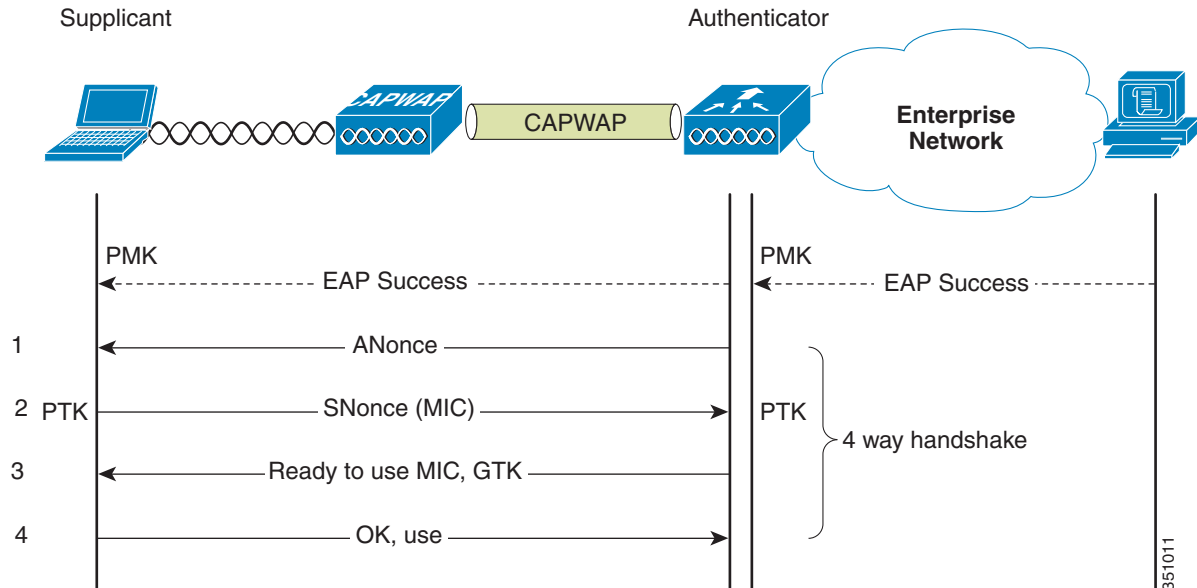 Supplicant
Authenticator
CAPWAP
CAPWAP
Enterprise
Network
PMK
PMK
EAP Success
EAP Success
1
ANonce
2
PTK
SNonce (MIC)
PTK
4 way handshake
3
Ready to use MIC, GTK
4
OK, use
351011